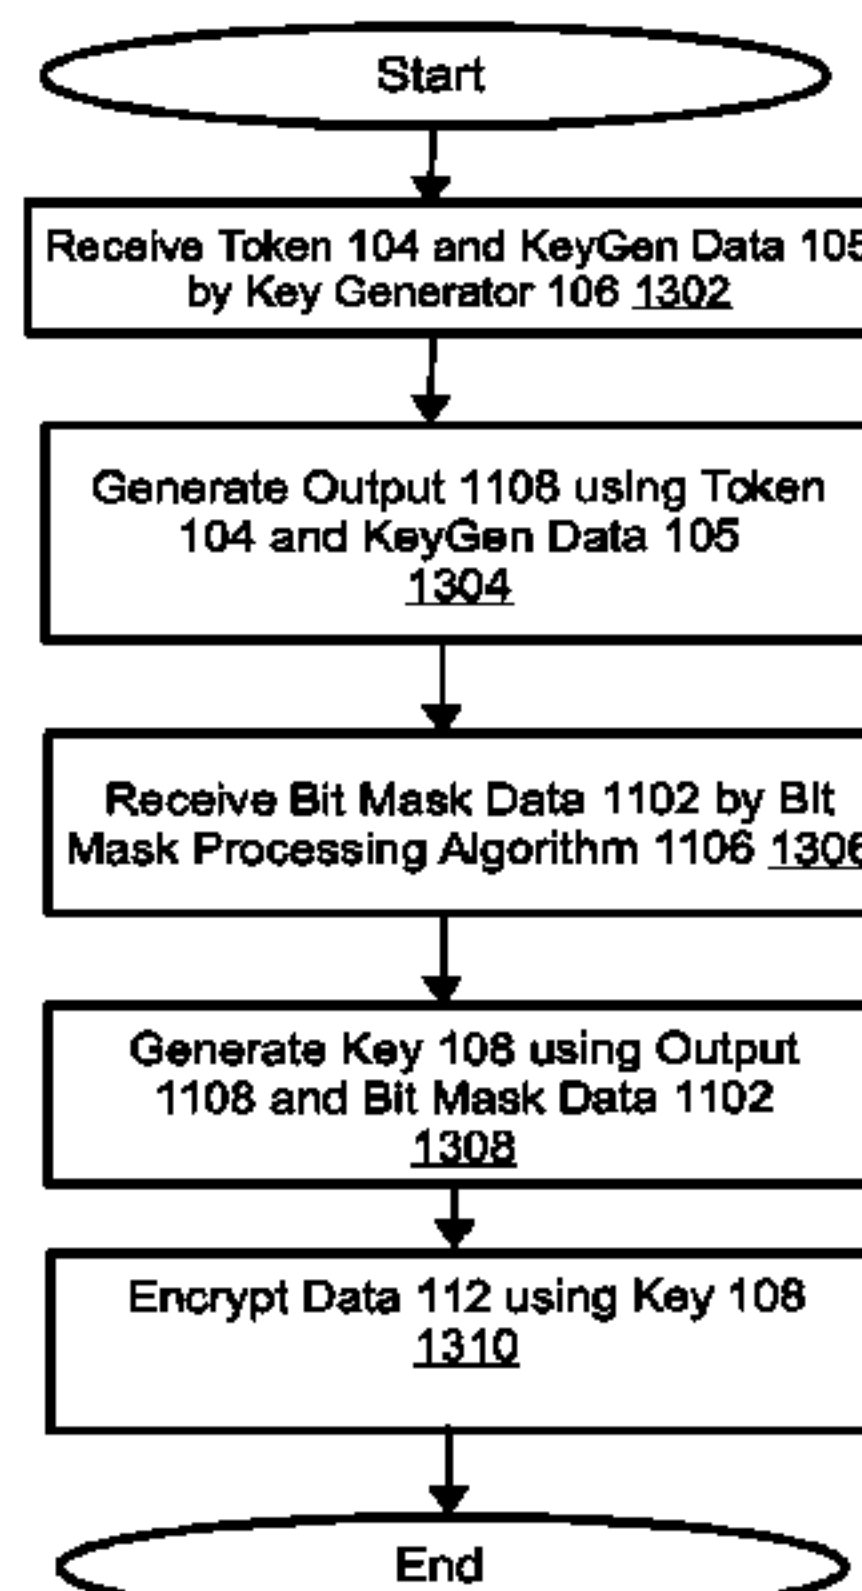 Start
Receive Token 104 and KeyGen Data 105
by Key Generator 106 1302
Generate Output 1108 using Token
104 and KeyGen Data 105
1304
Receive Bit Mask Data 1102 by Bit
Mask Processing Algorithm 1106 1306
Generate Key 108 using Output
1108 and Bit Mask Data 1102
1308
Encrypt Data 112 using Key 108
1310
End